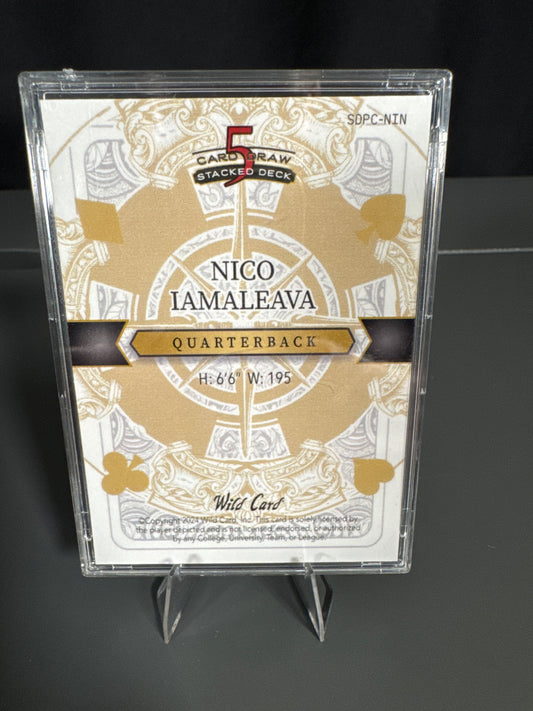 SDPC-NIN
5
CARD DRAW
STACKED DECK
NICO
IAMALEAVA
QUARTERBACK
H: 6'6" W: 195
Wild Card
©Copyright 2024 Wild Card, Inc. This card is solely licensed by
the player depicted and is not licensed, endorsed, or authorized
by any College, University, Team, or League.